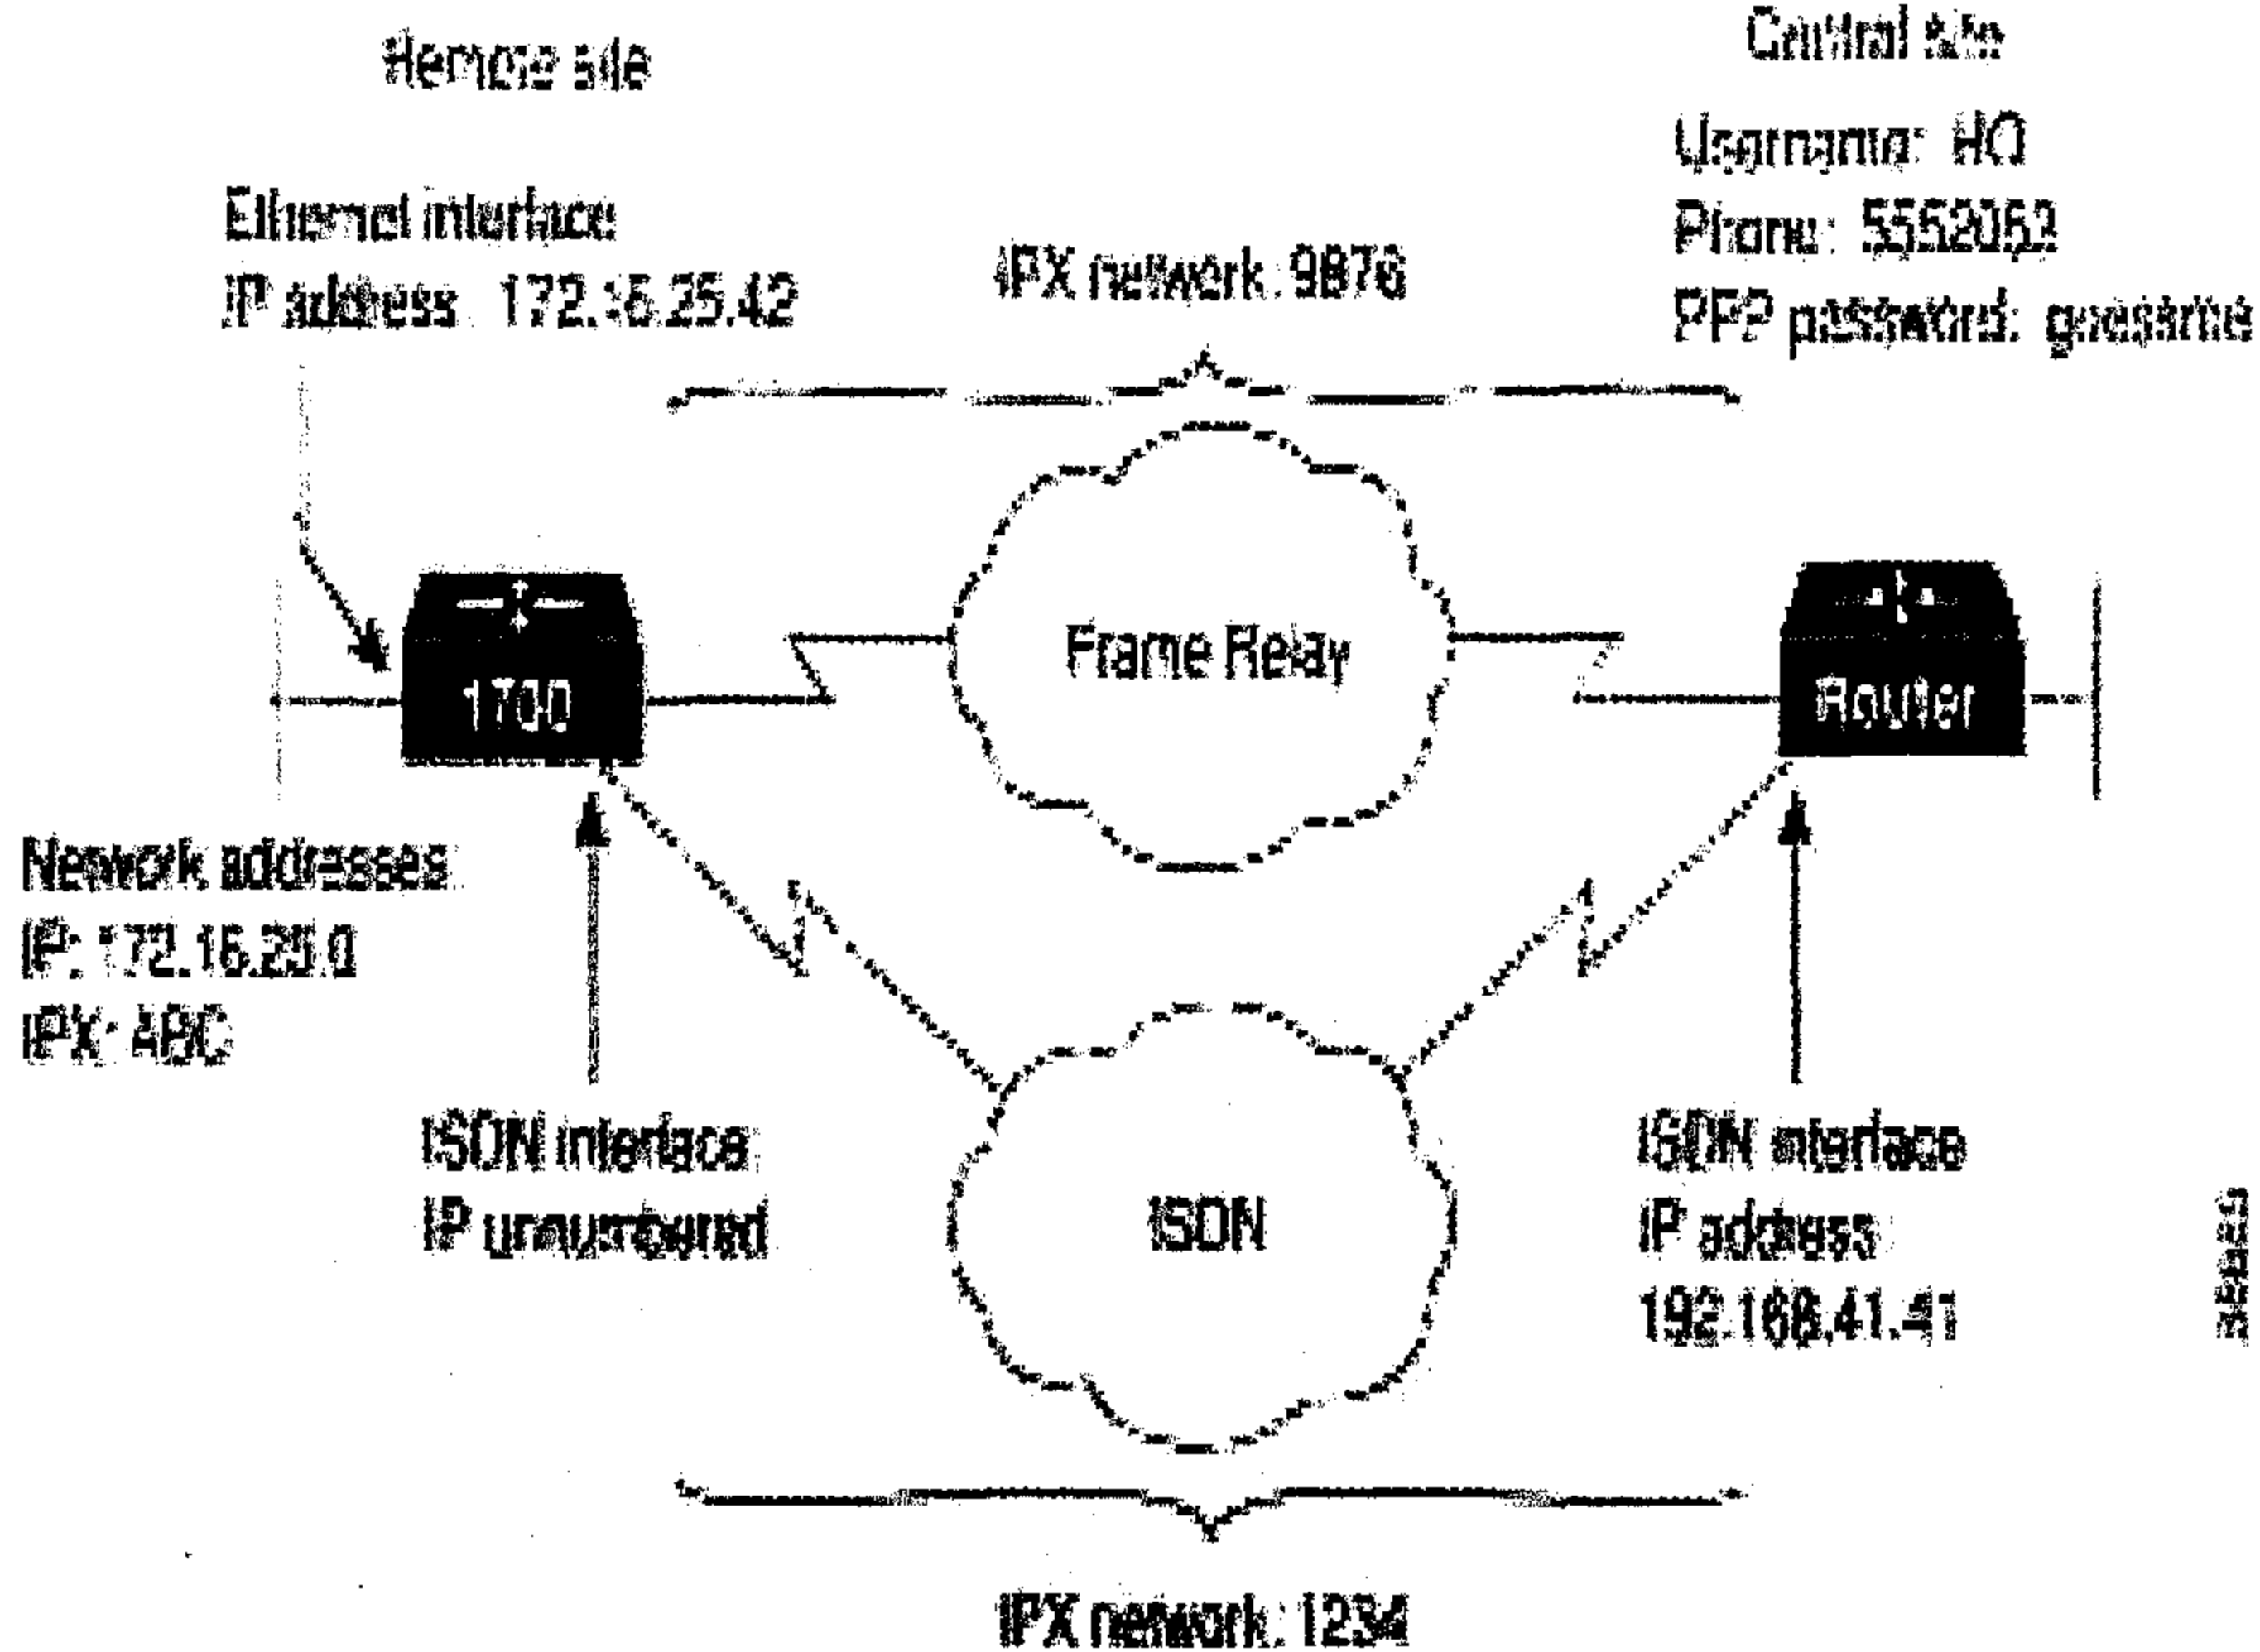 Remote site
Central site
Username: HQ
Phone: 5552053
PPP password: guessme
Ethernet interface
IP address 172.16.25.42
IPX network: 9876
Frame Relay
1700
Router
Network addresses
IP: 172.16.25.0
IPX: ABC
ISDN interface
IP unnumbered
ISDN
ISDN interface
IP address
192.168.41.41
IPX network: 1234